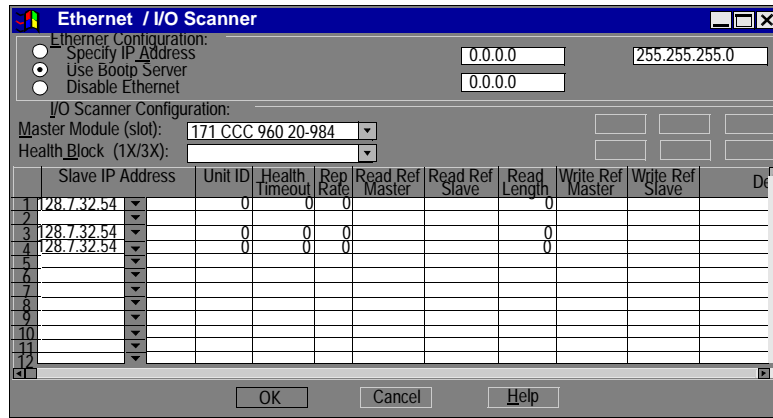 Ethernet / I/O Scanner
Etherner Configuration:
Specify IP Address 0.0.0.0 255.255.255.0
Use Bootp Server
Disable Ethernet 0.0.0.0
I/O Scanner Configuration:
Master Module (slot): 171 CCC 960 20-984
Health Block (1X/3X):
Slave IP Address Unit ID Health Timeout Rep Rate Read Ref Master Read Ref Slave Read Length Write Ref Master Write Ref Slave De
1 128.7.32.54 0 0 0 0
2
3 128.7.32.54 0 0 0 0
4 128.7.32.54 0 0 0 0
5
6
7
8
9
10
11
12
OK Cancel Help